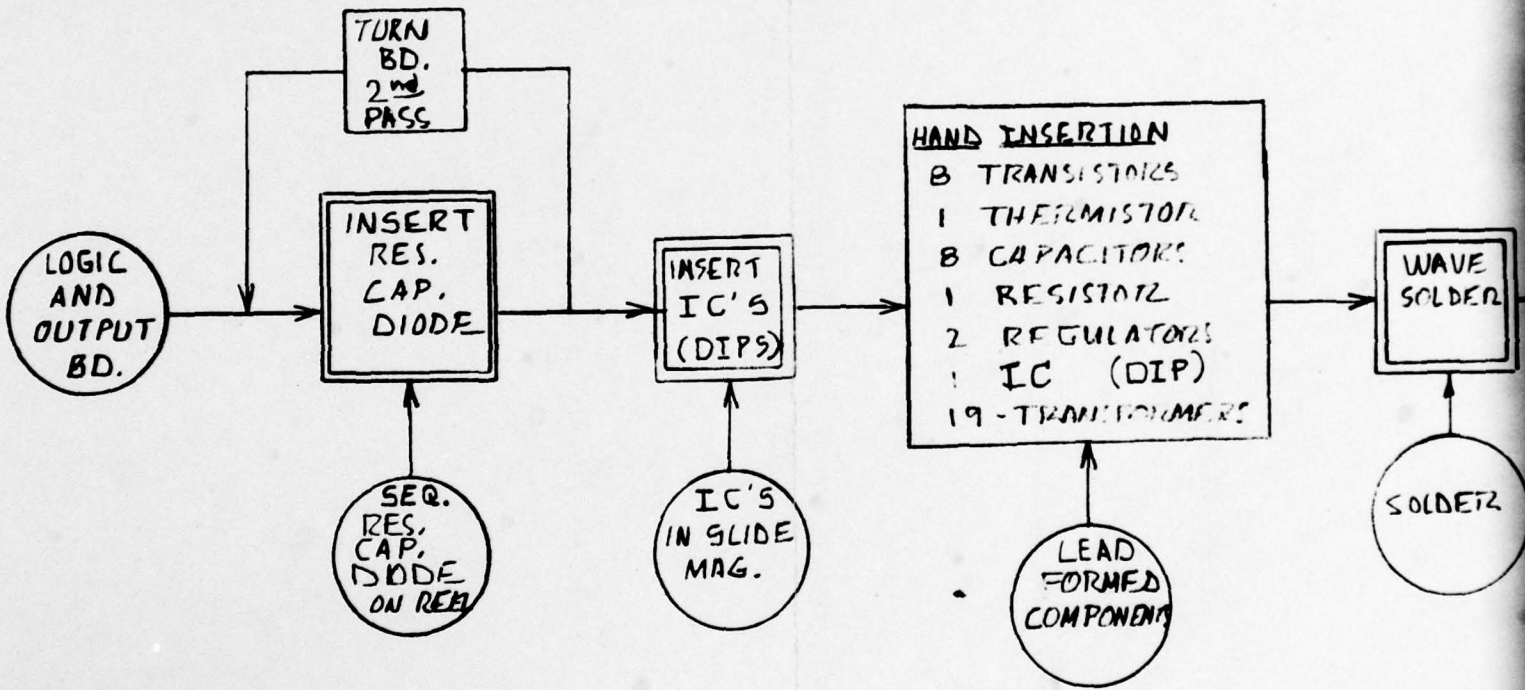 TURN
BD.
2nd
PASS
LOGIC
AND
OUTPUT
BD.
INSERT
RES.
CAP.
DIODE
INSERT
IC'S
(DIPS)
HAND INSERTION
8 TRANSISTORS
1 THERMISTOR
8 CAPACITORS
1 RESISTOR
2 REGULATORS
1 IC (DIP)
19 - TRANSFORMERS
WAVE
SOLDER
SEQ.
RES.
CAP.
DIODE
ON REEL
IC'S
IN SLIDE
MAG.
LEAD
FORMED
COMPONENTS
SOLDER